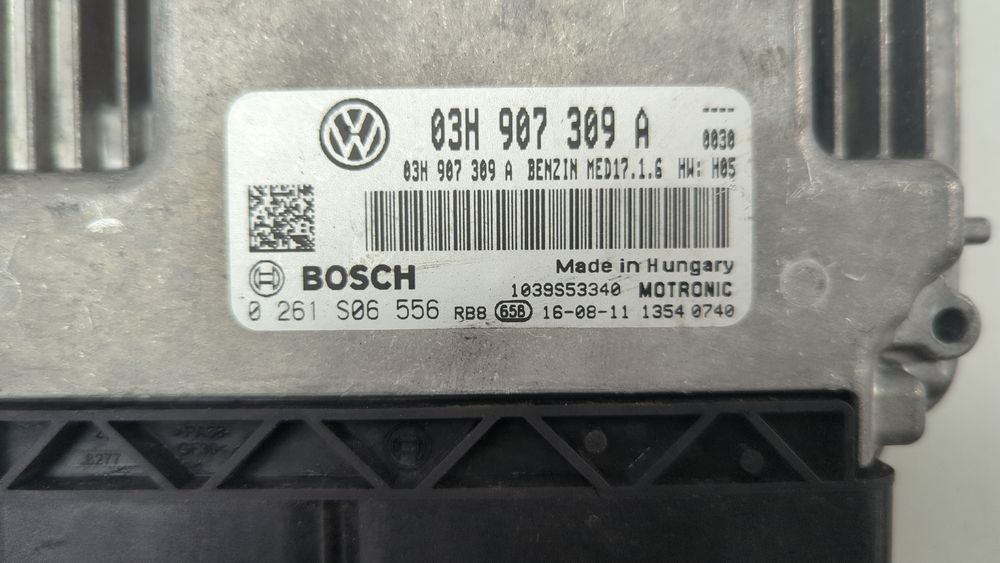 03H 907 309 A
----
0030
03H 907 309 A BENZIN MED17.1.6 HW: H05
BOSCH
Made in Hungary
1039S53340 MOTRONIC
0 261 S06 556 RB8 65B 16-08-11 1354 0740
8277